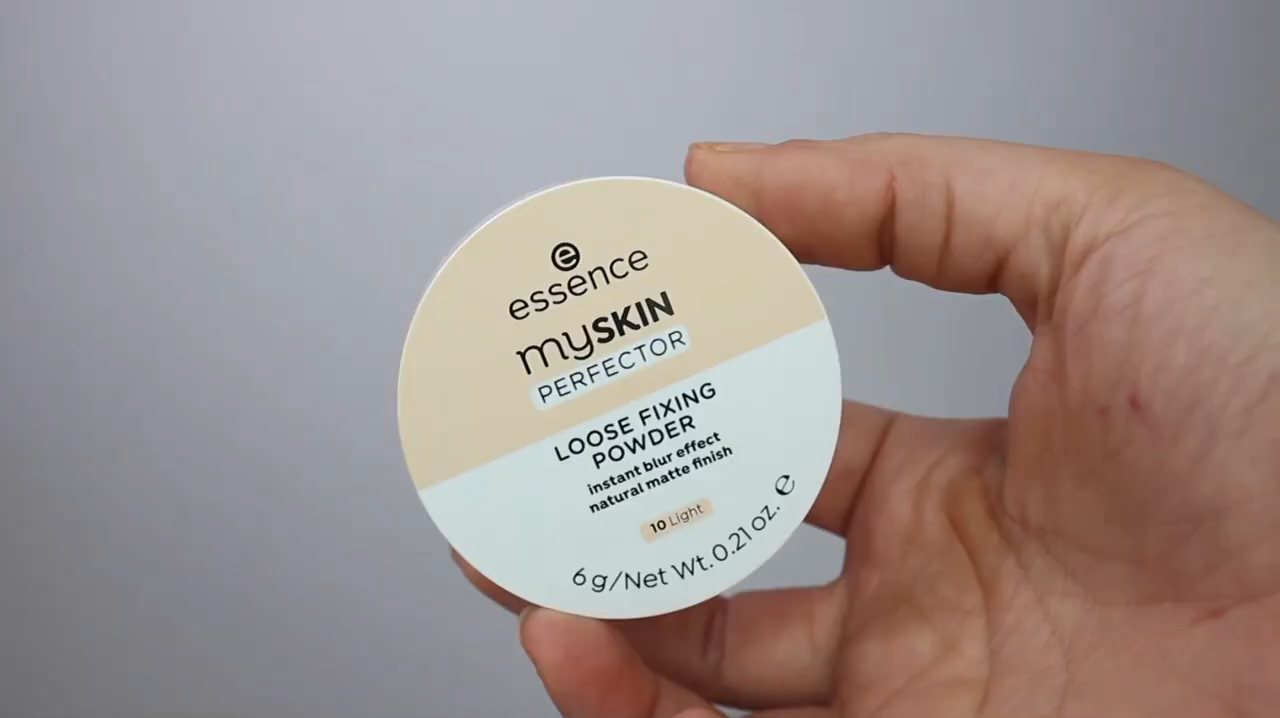 e
essence
mySKIN
PERFECTOR
LOOSE FIXING
POWDER
instant blur effect
natural matte finish
10 Light
6 g/Net Wt. 0.21 oz. ℮